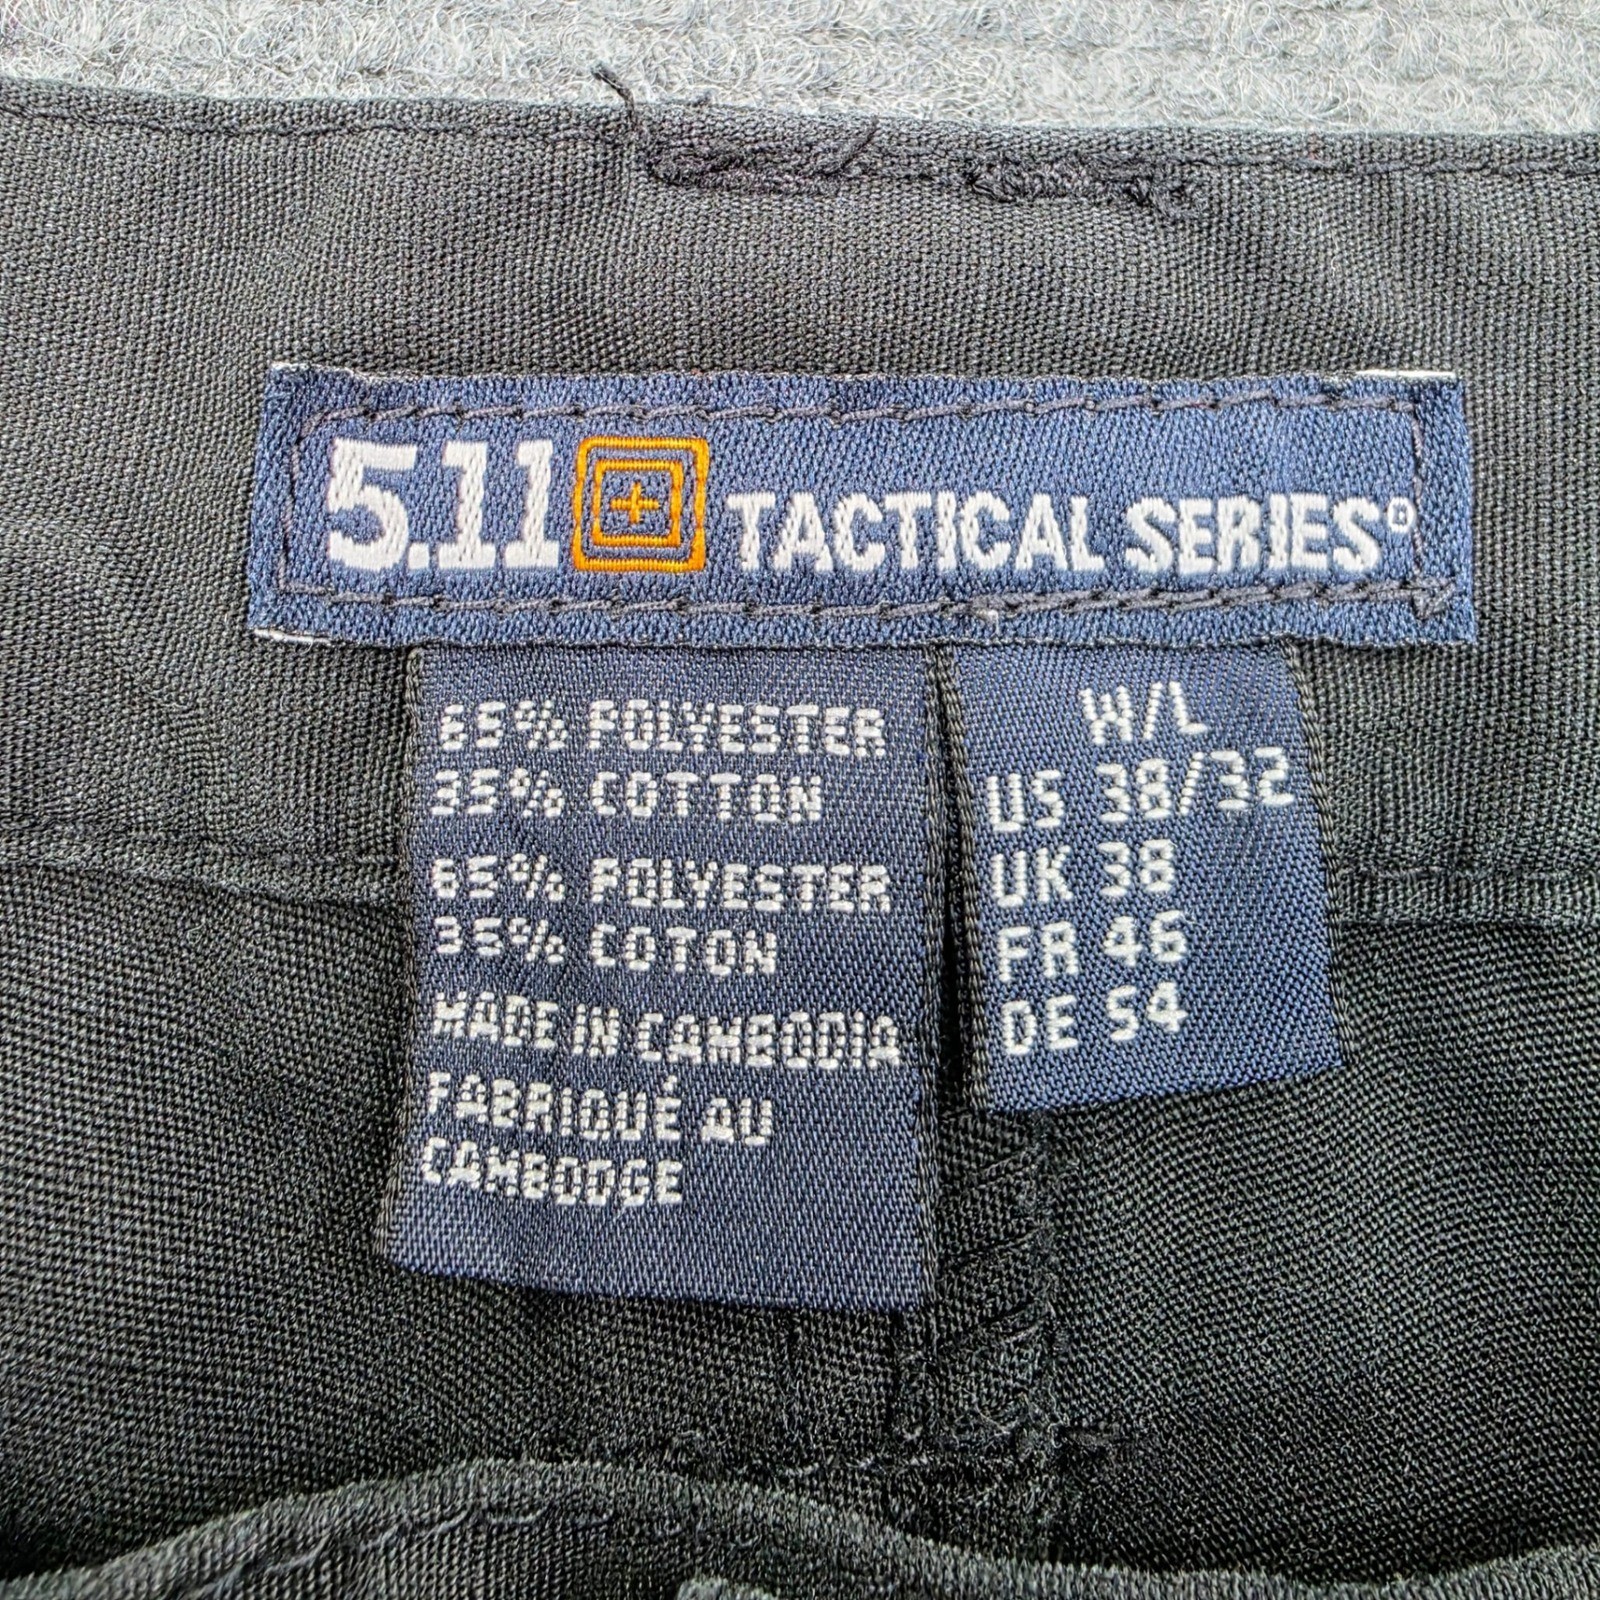 5.11 TACTICAL SERIES®
65% POLYESTER
35% COTTON
65% POLYESTER
35% COTON
MADE IN CAMBODIA
FABRIQUÉ AU
CAMBODGE
W/L
US 38/32
UK 38
FR 46
DE 54